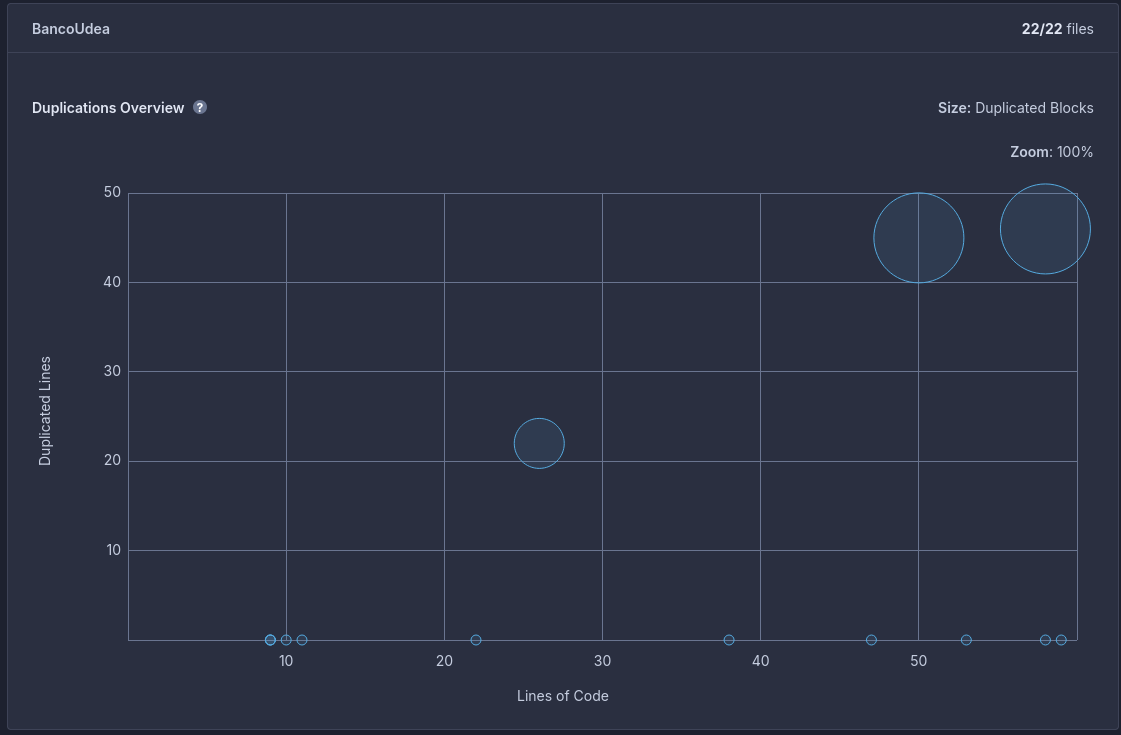 BancoUdea
22/22 files
Duplications Overview ?
Size: Duplicated Blocks
Zoom: 100%
50
40
30
20
10
Duplicated Lines
10 20 30 40 50
Lines of Code